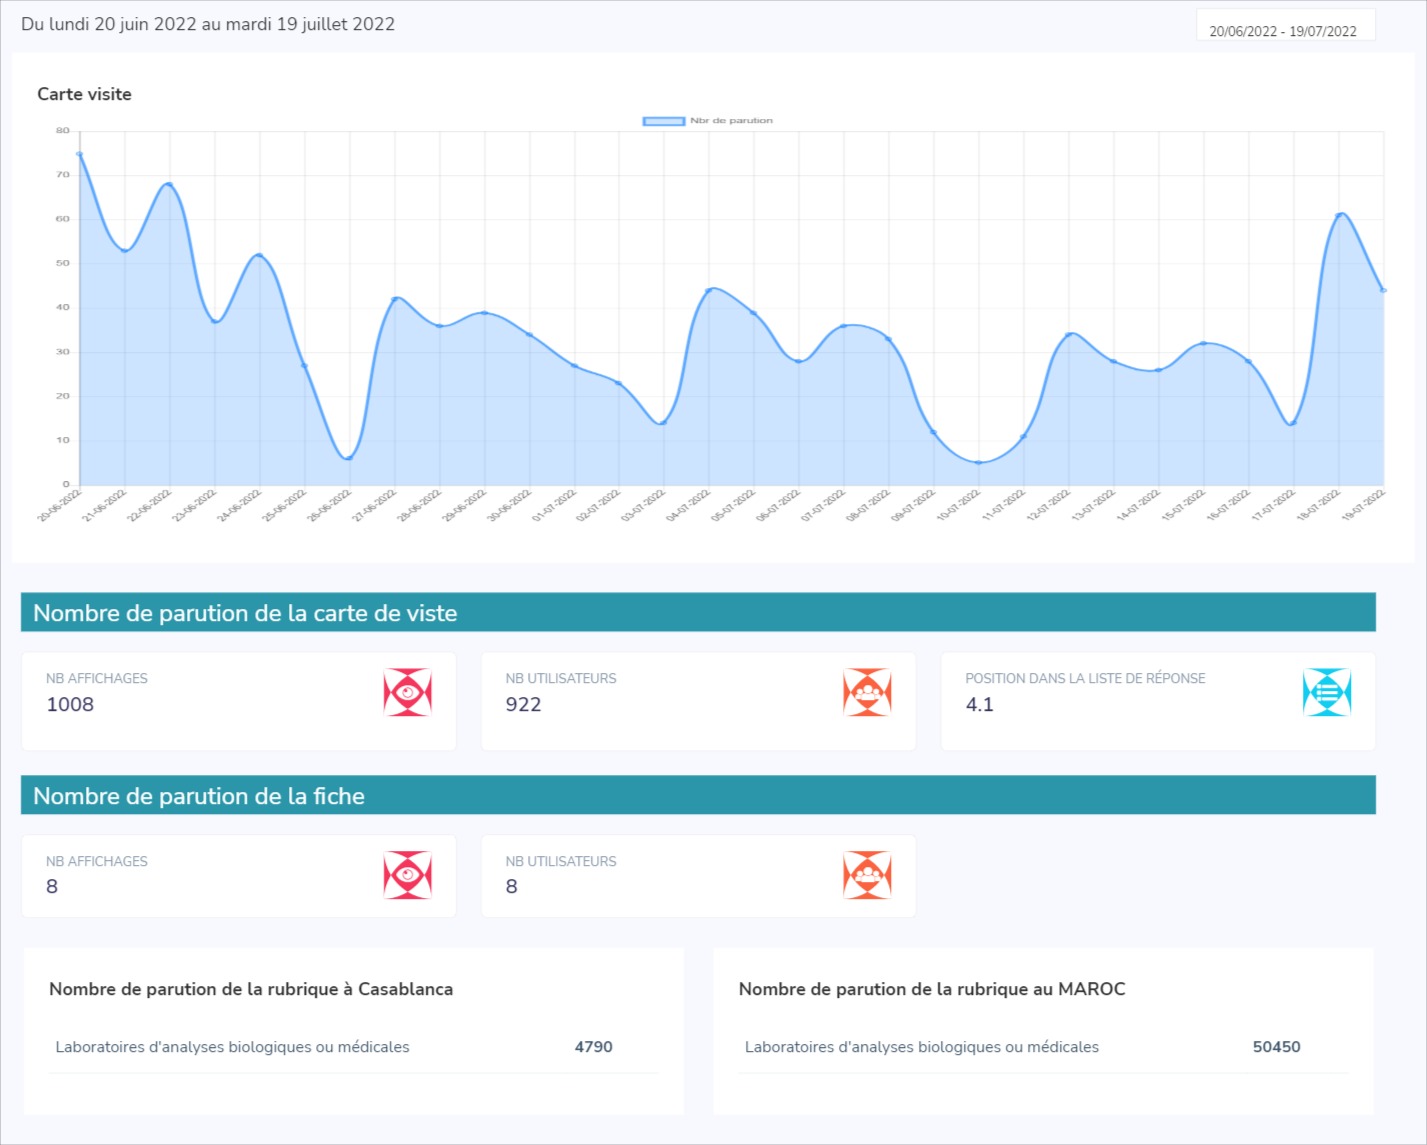 Du lundi 20 juin 2022 au mardi 19 juillet 2022
20/06/2022 - 19/07/2022
Carte visite
Nbr de parution
80
70
60
50
40
30
20
10
0
20-06-2022 21-06-2022 22-06-2022 23-06-2022 24-06-2022 25-06-2022 26-06-2022 27-06-2022 28-06-2022 29-06-2022 30-06-2022 01-07-2022 02-07-2022 03-07-2022 04-07-2022 05-07-2022 06-07-2022 07-07-2022 08-07-2022 09-07-2022 10-07-2022 11-07-2022 12-07-2022 13-07-2022 14-07-2022 15-07-2022 16-07-2022 17-07-2022 18-07-2022 19-07-2022
Nombre de parution de la carte de viste
NB AFFICHAGES
1008
NB UTILISATEURS
922
POSITION DANS LA LISTE DE RÉPONSE
4.1
Nombre de parution de la fiche
NB AFFICHAGES
8
NB UTILISATEURS
8
Nombre de parution de la rubrique à Casablanca
Laboratoires d'analyses biologiques ou médicales 4790
Nombre de parution de la rubrique au MAROC
Laboratoires d'analyses biologiques ou médicales 50450